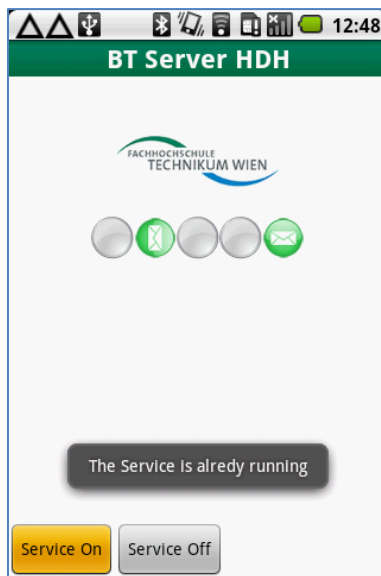 12:48
BT Server HDH
FACHHOCHSCHULE
TECHNIKUM WIEN
The Service is alredy running
Service On Service Off